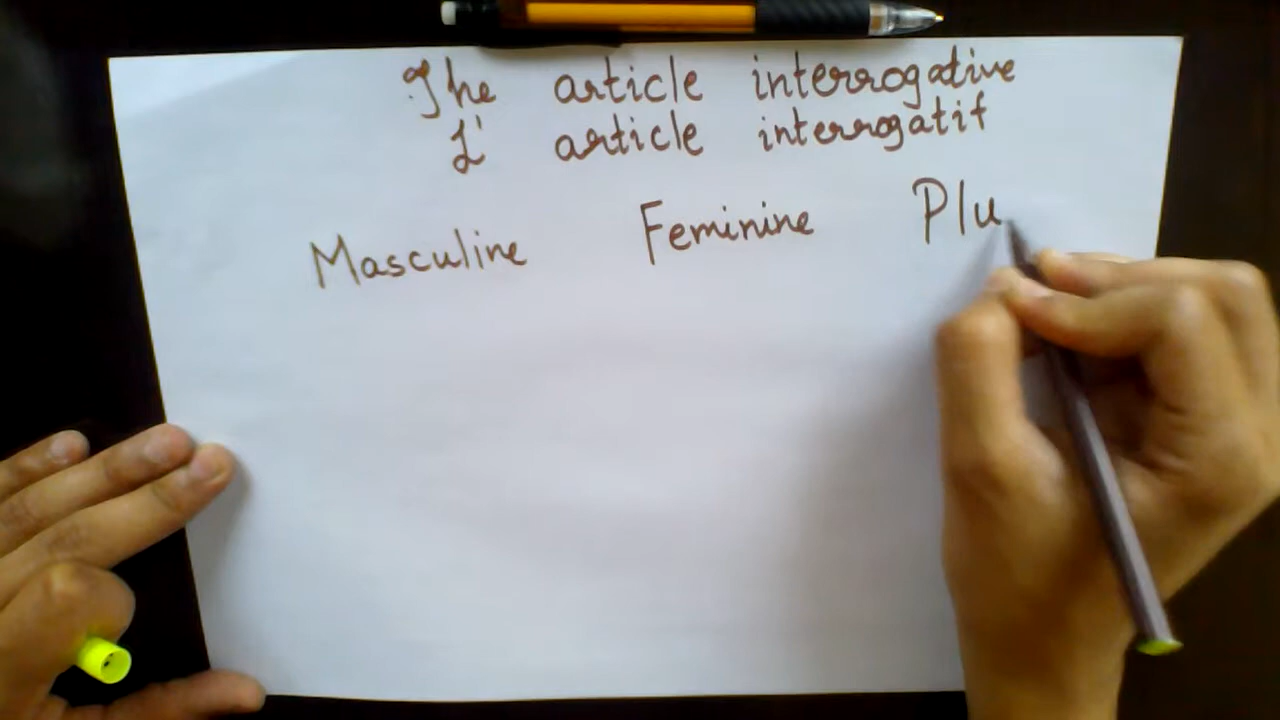 The article interrogative
L' article interrogatif
Masculine Feminine Plu